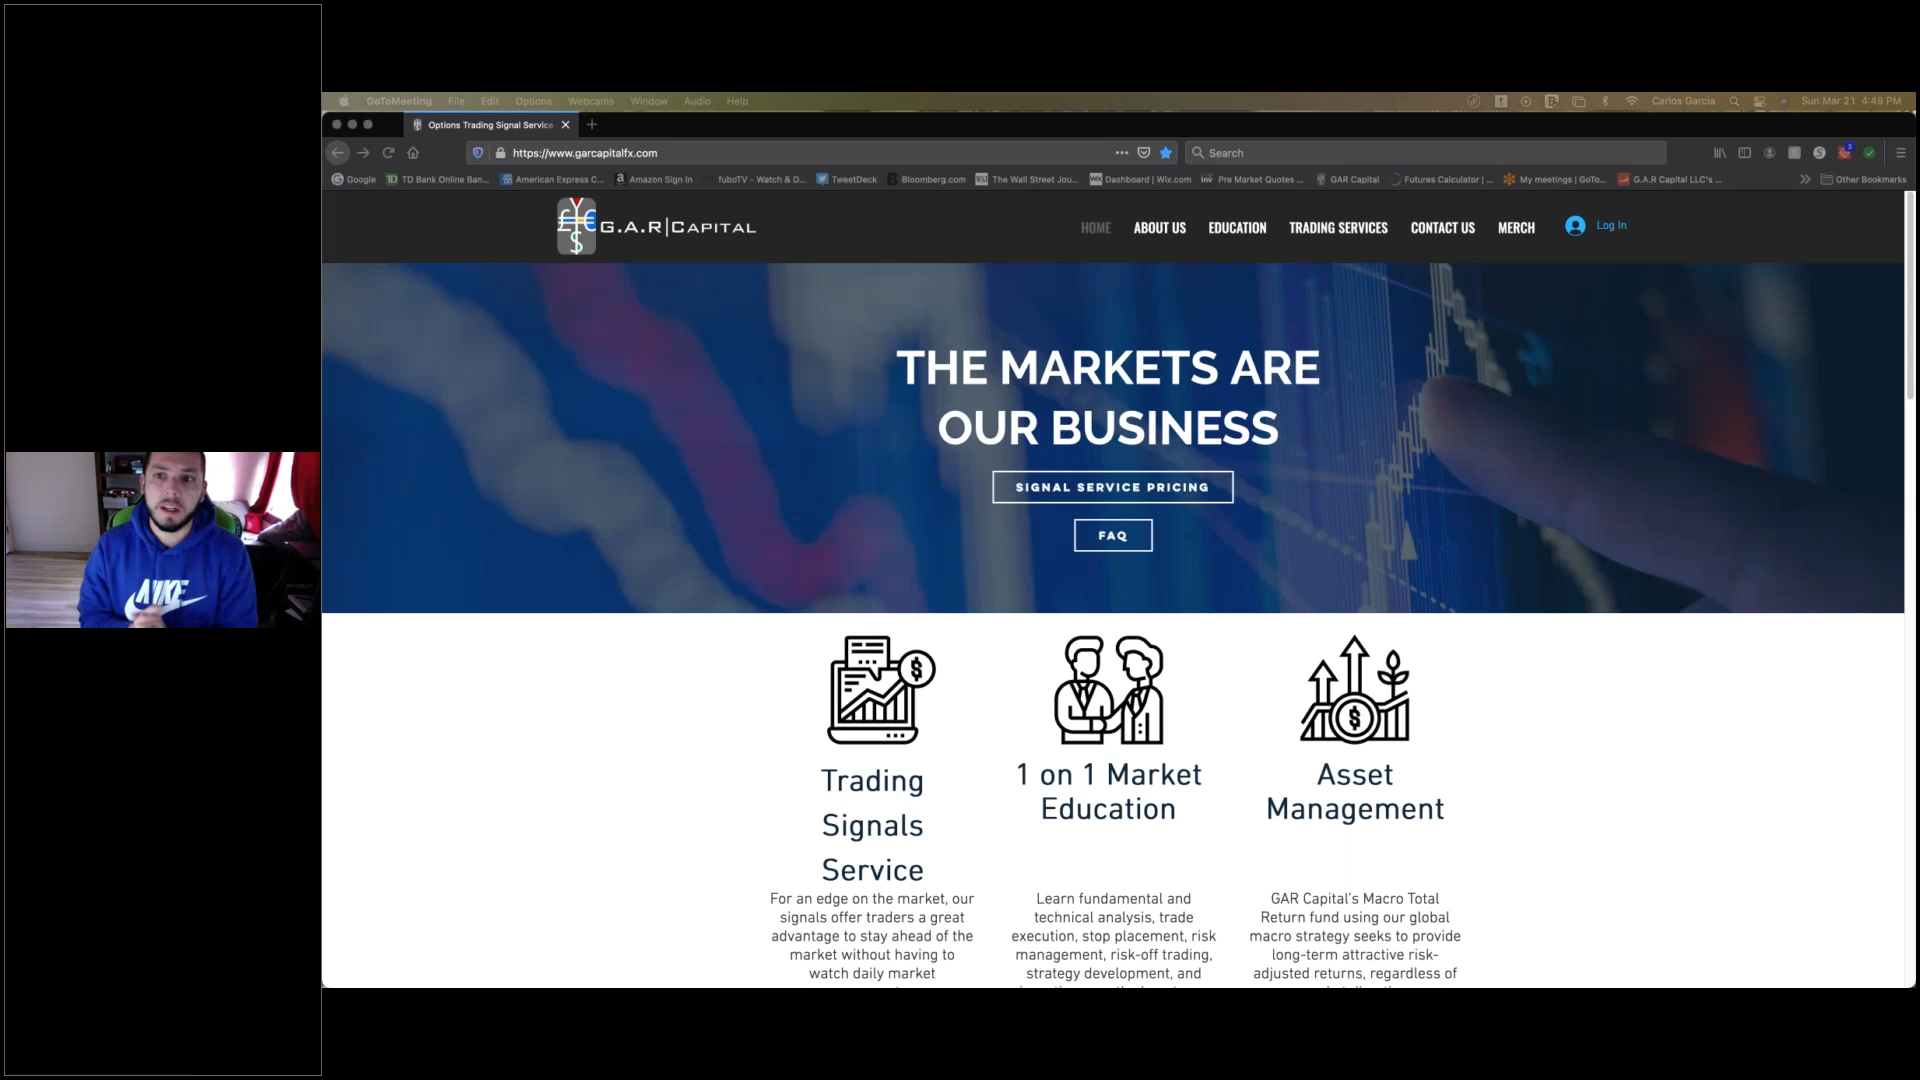 GoToMeeting File Edit Options Webcams Window Audio Help Carlos Garcia Sun Mar 21 4:49 PM
Options Trading Signal Service
https://www.garcapitalfx.com
Search
Google TD Bank Online Ban... American Express C... Amazon Sign In fuboTV - Watch & D... TweetDeck Bloomberg.com The Wall Street Jou... Dashboard | Wix.com Pre Market Quotes ... GAR Capital Futures Calculator | ... My meetings | GoTo... G.A.R Capital LLC's ... Other Bookmarks
G.A.R|CAPITAL
HOME ABOUT US EDUCATION TRADING SERVICES CONTACT US MERCH Log In
THE MARKETS ARE
OUR BUSINESS
SIGNAL SERVICE PRICING
FAQ
NIKE
Trading
Signals
Service
For an edge on the market, our
signals offer traders a great
advantage to stay ahead of the
market without having to
watch daily market
1 on 1 Market
Education
Learn fundamental and
technical analysis, trade
execution, stop placement, risk
management, risk-off trading,
strategy development, and
Asset
Management
GAR Capital's Macro Total
Return fund using our global
macro strategy seeks to provide
long-term attractive risk-
adjusted returns, regardless of